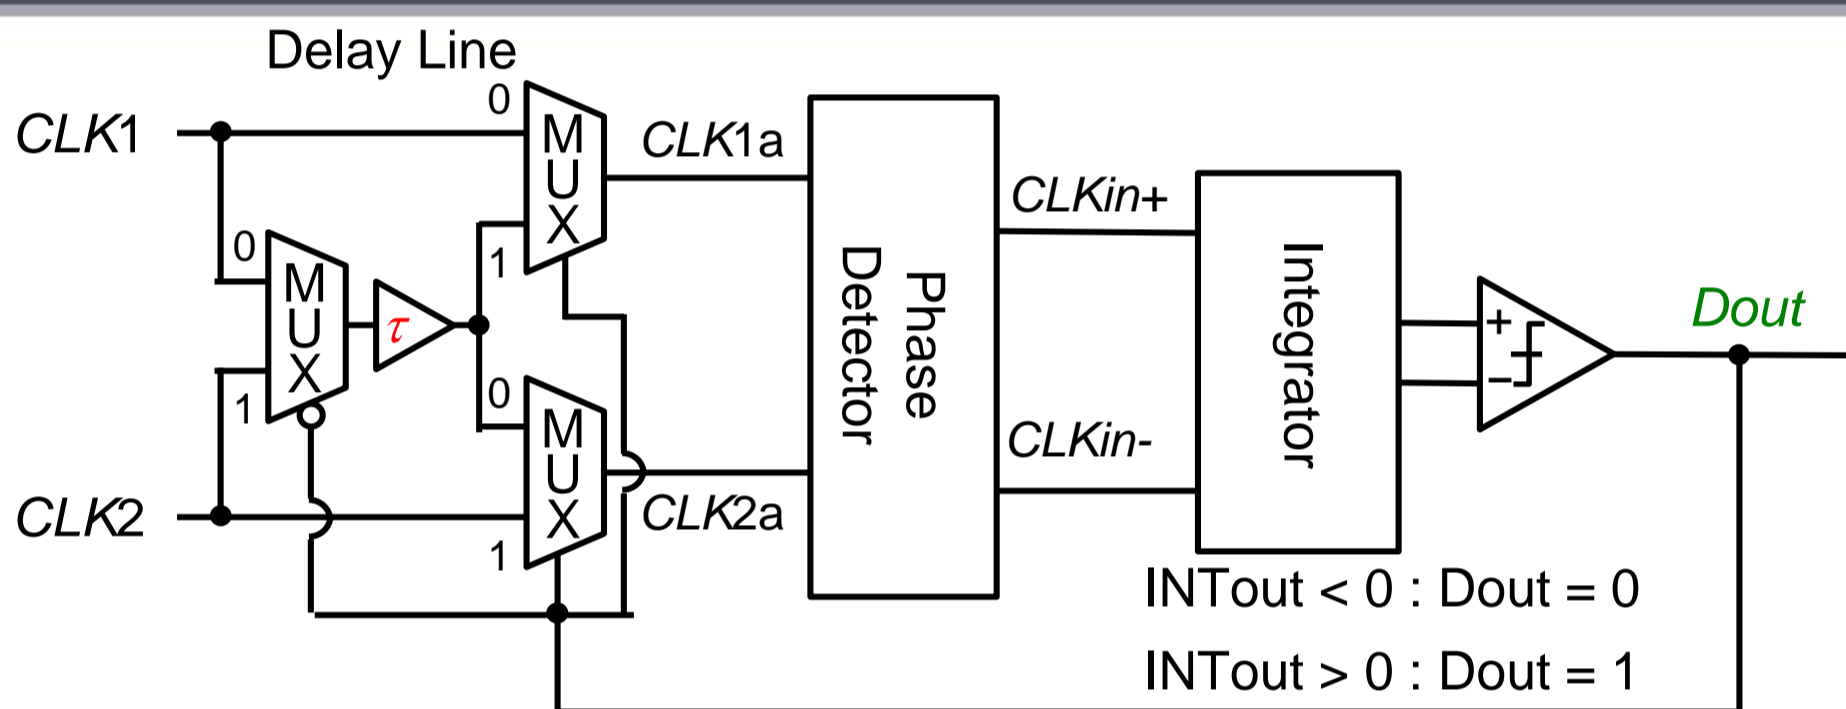 Delay Line
CLK1
0
MUX
1
CLK1a
0
MUX
1
τ
0
MUX
1
CLK2
CLK2a
Phase
Detector
CLKin+
CLKin-
Integrator
+
−
Dout
INTout < 0 : Dout = 0
INTout > 0 : Dout = 1